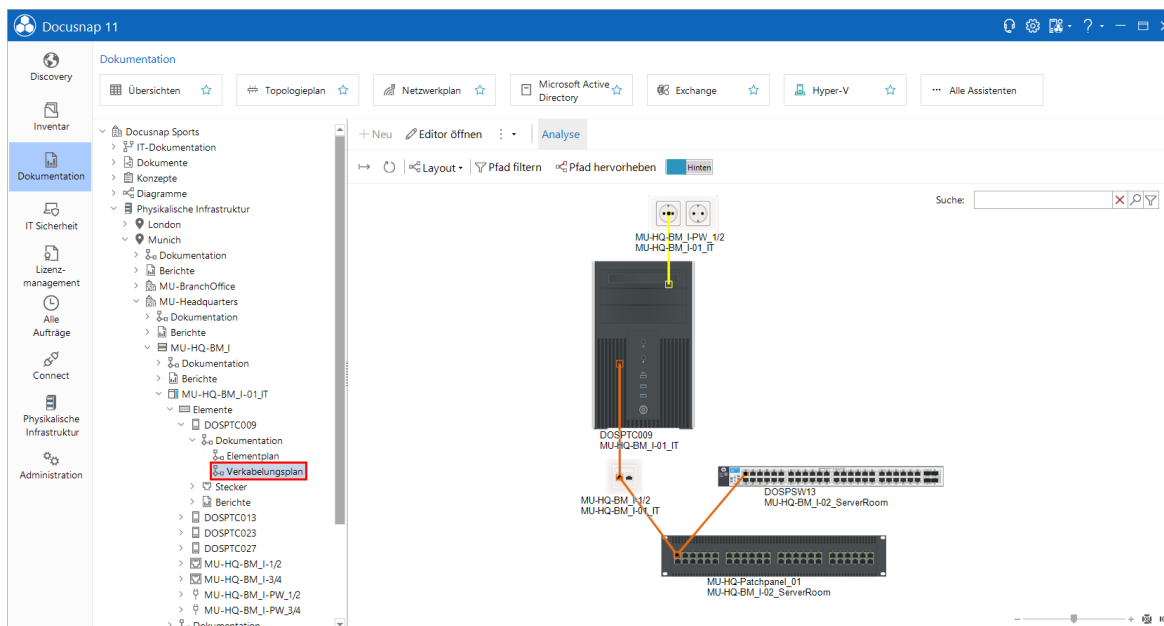 Docusnap 11
Discovery
Inventar
Dokumentation
IT Sicherheit
Lizenz-
management
Alle
Aufträge
Connect
Physikalische
Infrastruktur
Administration
Dokumentation
Übersichten
Topologieplan
Netzwerkplan
Microsoft Active
Directory
Exchange
Hyper-V
Alle Assistenten
Docusnap Sports
IT-Dokumentation
Dokumente
Konzepte
Diagramme
Physikalische Infrastruktur
London
Munich
Dokumentation
Berichte
MU-BranchOffice
MU-Headquarters
Dokumentation
Berichte
MU-HQ-BM_I
Dokumentation
Berichte
MU-HQ-BM_I-01_IT
Elemente
DOSPTC009
Dokumentation
Elementplan
Verkabelungsplan
Stecker
Berichte
DOSPTC013
DOSPTC023
DOSPTC027
MU-HQ-BM_I-1/2
MU-HQ-BM_I-3/4
MU-HQ-BM_I-PW_1/2
MU-HQ-BM_I-PW_3/4
Dokumentation
Neu
Editor öffnen
Analyse
Layout
Pfad filtern
Pfad hervorheben
Hinten
Suche:
MU-HQ-BM_I-PW_1/2
MU-HQ-BM_I-01_IT
DOSPTC009
MU-HQ-BM_I-01_IT
MU-HQ-BM_I-1/2
MU-HQ-BM_I-01_IT
DOSPSW13
MU-HQ-BM_I-02_ServerRoom
MU-HQ-Patchpanel_01
MU-HQ-BM_I-02_ServerRoom